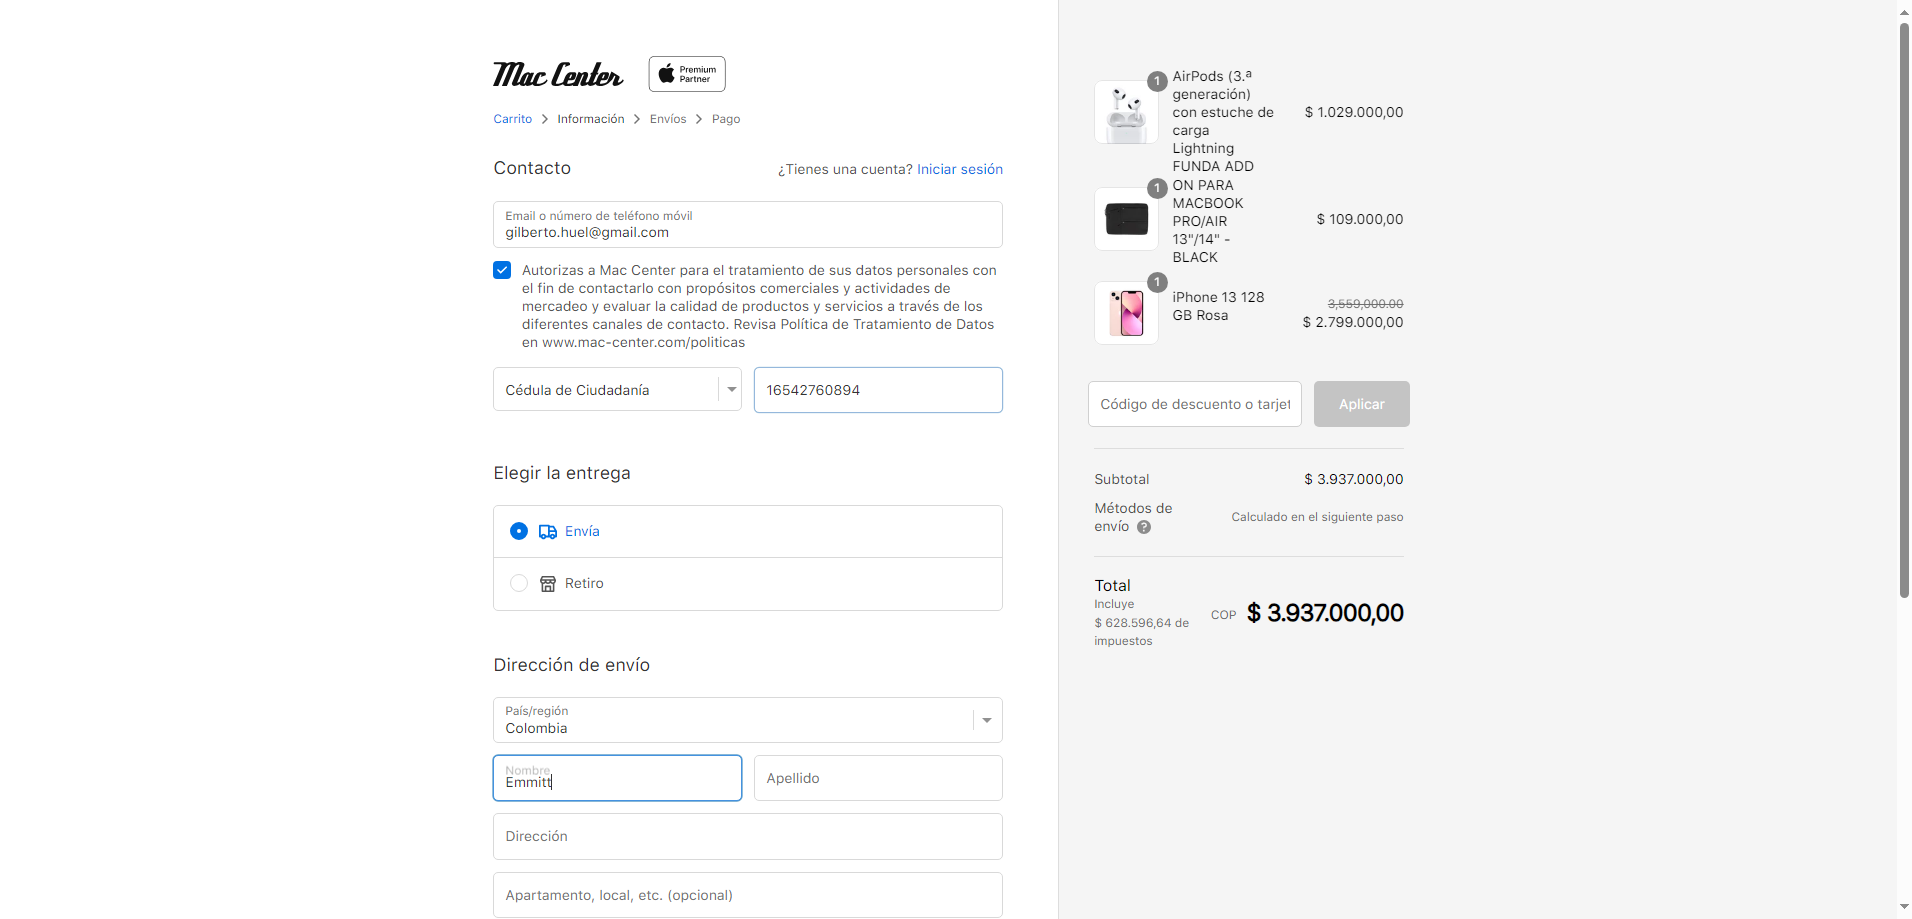 Mac Center
Premium
Partner
Carrito > Información > Envíos > Pago
Contacto
¿Tienes una cuenta? Iniciar sesión
Email o número de teléfono móvil
gilberto.huel@gmail.com
Autorizas a Mac Center para el tratamiento de sus datos personales con
el fin de contactarlo con propósitos comerciales y actividades de
mercadeo y evaluar la calidad de productos y servicios a través de los
diferentes canales de contacto. Revisa Política de Tratamiento de Datos
en www.mac-center.com/politicas
Cédula de Ciudadanía
16542760894
Elegir la entrega
Envía
Retiro
Dirección de envío
País/región
Colombia
Nombre
Emmitt
Apellido
Dirección
Apartamento, local, etc. (opcional)
1
AirPods (3.ª
generación)
con estuche de
carga
Lightning
$ 1.029.000,00
1
FUNDA ADD
ON PARA
MACBOOK
PRO/AIR
13"/14" -
BLACK
$ 109.000,00
1
iPhone 13 128
GB Rosa
3,559,000.00
$ 2.799.000,00
Código de descuento o tarjet
Aplicar
Subtotal
$ 3.937.000,00
Métodos de
envío ?
Calculado en el siguiente paso
Total
Incluye
$ 628.596,64 de
impuestos
COP $ 3.937.000,00